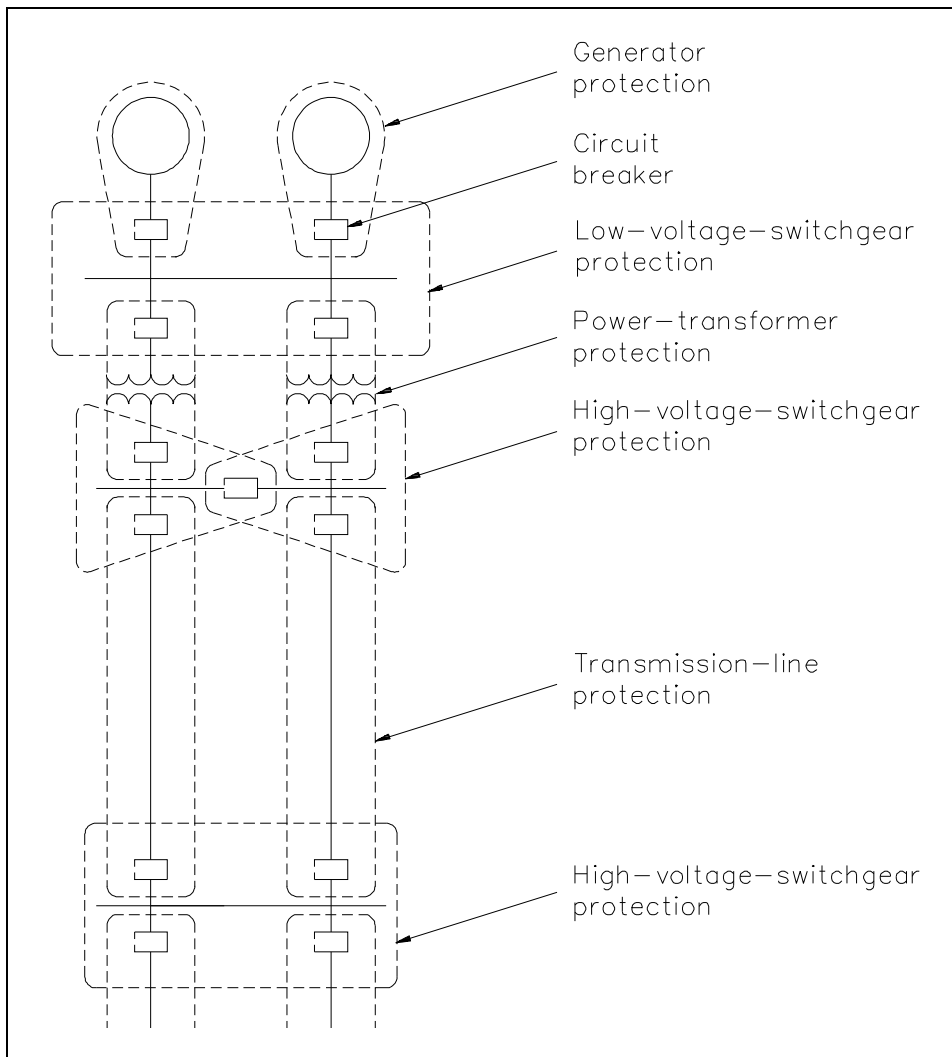 Generator
protection
Circuit
breaker
Low-voltage-switchgear
protection
Power-transformer
protection
High-voltage-switchgear
protection
Transmission-line
protection
High-voltage-switchgear
protection